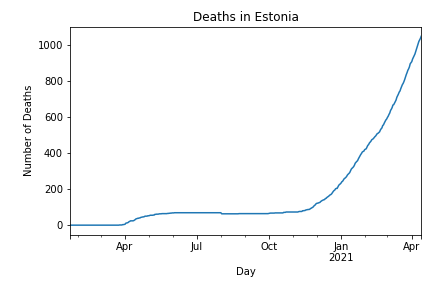 Deaths in Estonia
1000
800
600
400
200
0
Number of Deaths
Apr
Jul
Oct
Jan
2021
Apr
Day